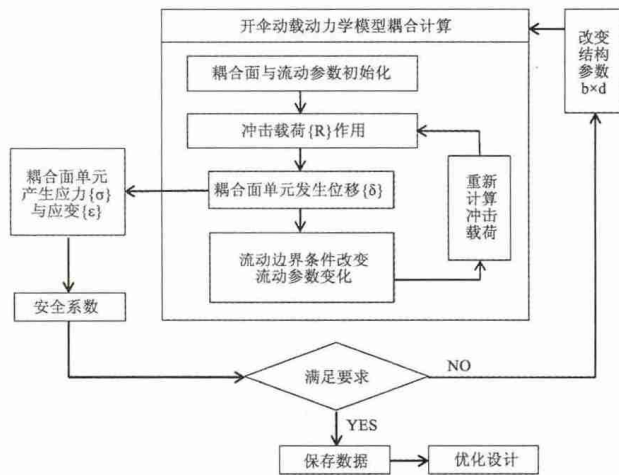 开伞动载动力学模型耦合计算
耦合面与流动参数初始化
冲击载荷{R}作用
耦合面单元发生位移{δ}
流动边界条件改变
流动参数变化
重新
计算
冲击
载荷
改变
结构
参数
b×d
耦合面单元
产生应力{σ}
与应变{ε}
安全系数
满足要求
NO
YES
保存数据
优化设计